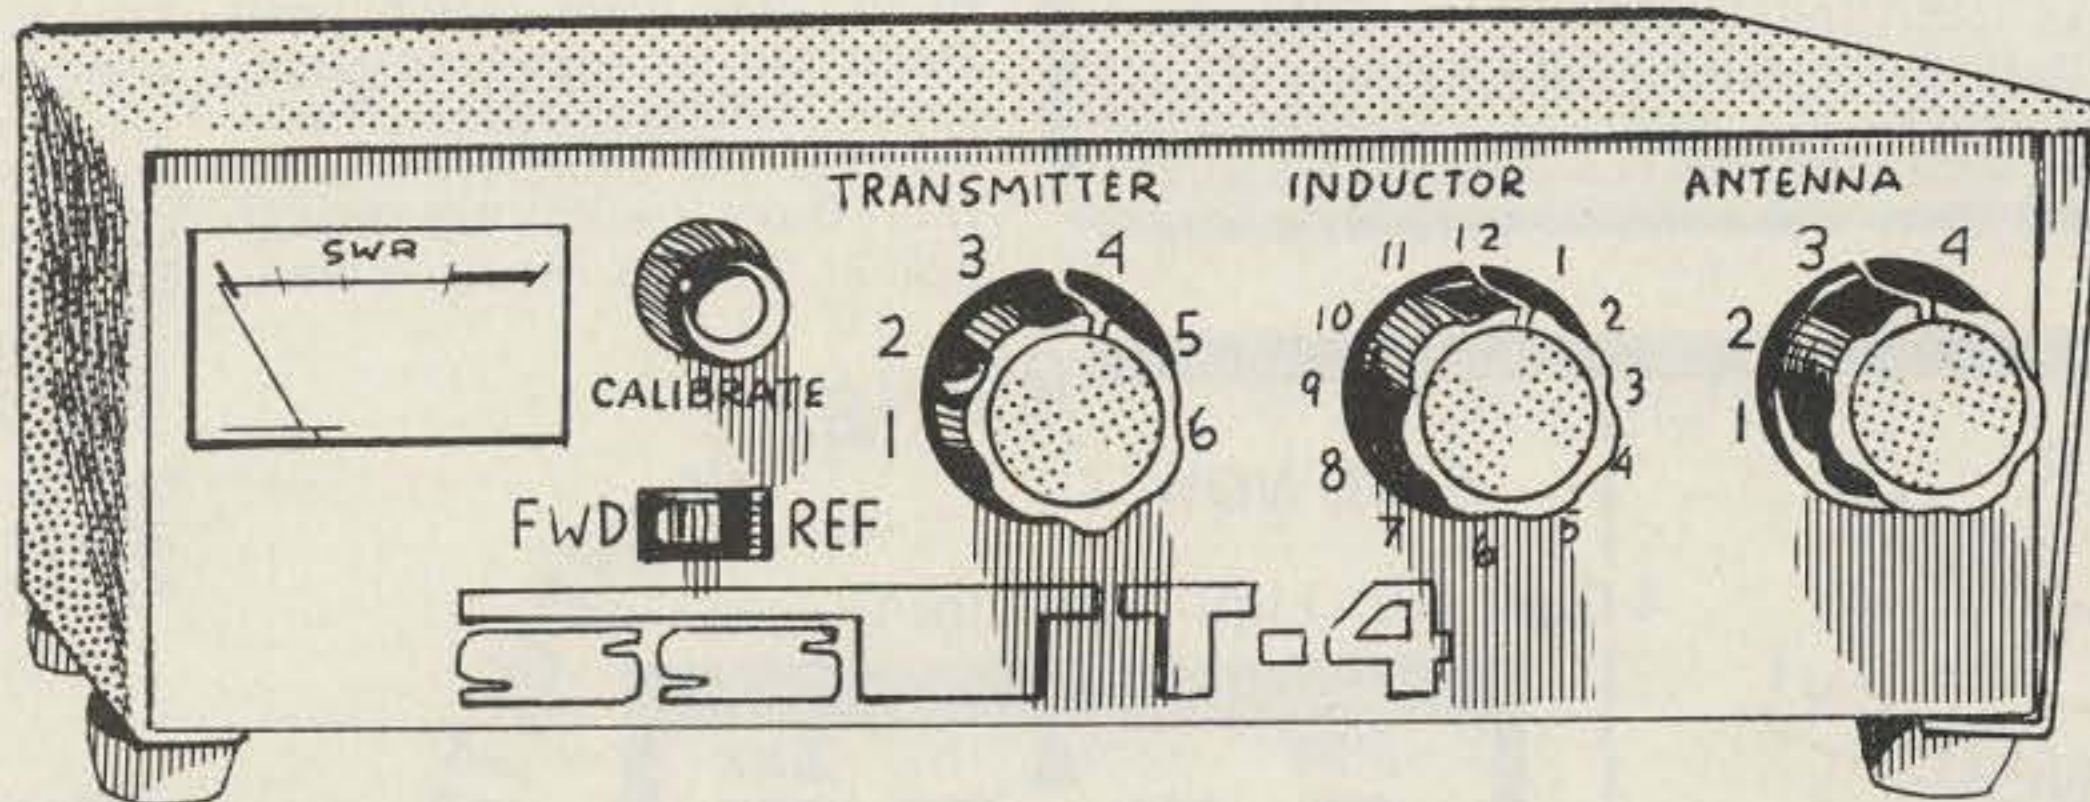 TRANSMITTER
INDUCTOR
ANTENNA
SWR
CALIBRATE
FWD
REF
1 2 3 4 5 6
12 1 2 3 4 5 6 7 8 9 10 11
1 2 3 4
SST T-4